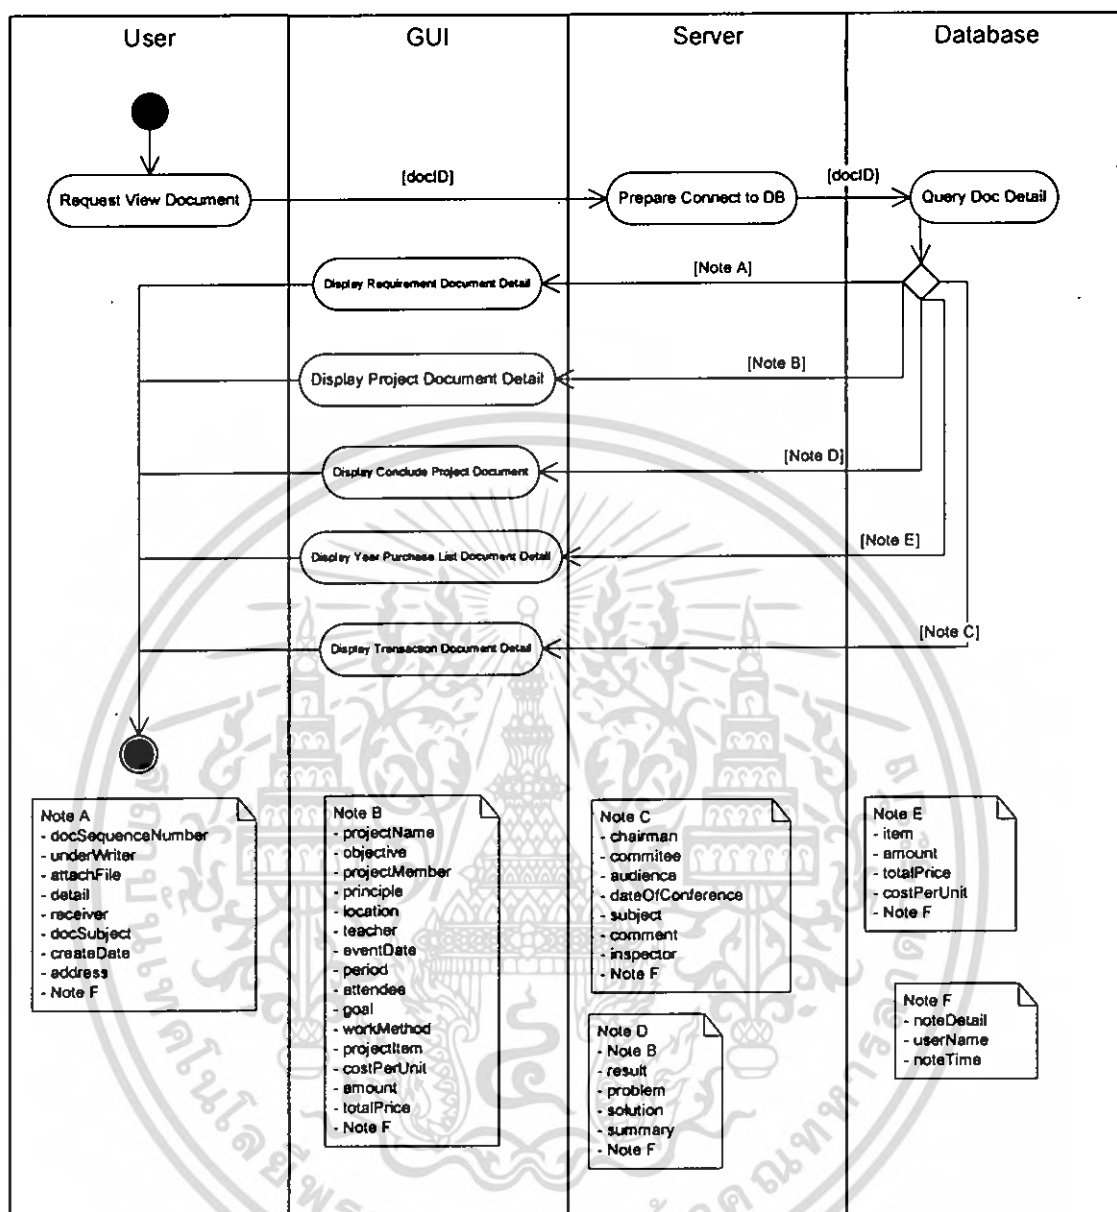 User
GUI
Server
Database
Request View Document
[docID]
Prepare Connect to DB
[docID}
Query Doc Detail
[Note A]
Display Requirement Document Detail
[Note B]
Display Project Document Detail
[Note D]
Display Conclude Project Document
[Note E]
Display Year Purchase List Document Detail
[Note C]
Display Transaction Document Detail
Note A
- docSequenceNumber
- underWriter
- attachFile
- detail
- receiver
- docSubject
- createDate
- address
- Note F
Note B
- projectName
- objective
- projectMember
- principle
- location
- teacher
- eventDate
- period
- attendee
- goal
- workMethod
- projectItem
- costPerUnit
- amount
- totalPrice
- Note F
Note C
- chairman
- commitee
- audience
- dateOfConference
- subject
- comment
- inspector
- Note F
Note D
- Note B
- result
- problem
- solution
- summary
- Note F
Note E
- item
- amount
- totalPrice
- costPerUnit
- Note F
Note F
- noteDetail
- userName
- noteTime